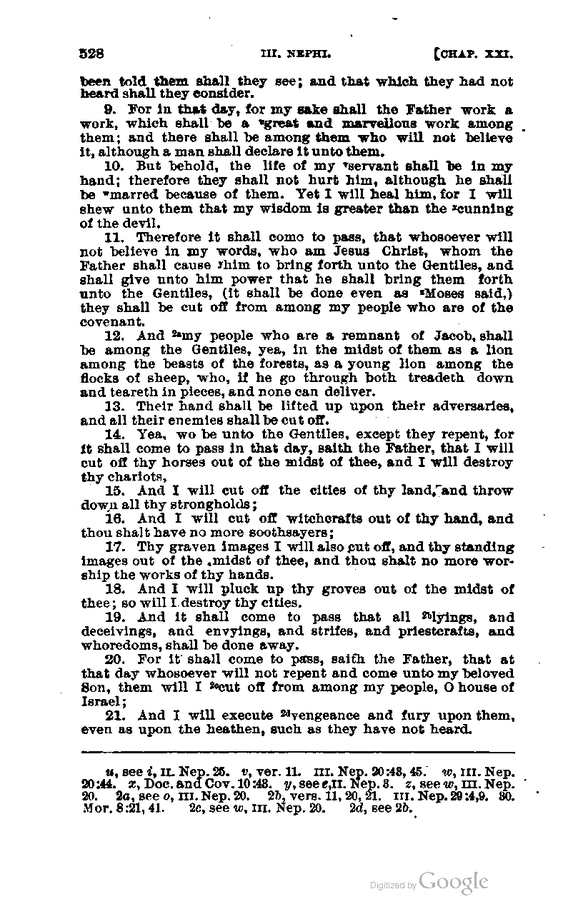 528 III. NEPHI. [CHAP. XXI.
been told them shall they see; and that which they had not
heard shall they consider.
9. For in that day, for my sake shall the Father work a
work, which shall be a ᵘgreat and marvellous work among
them; and there shall be among them who will not believe
it, although a man shall declare it unto them.
10. But behold, the life of my ᵛservant shall be in my
hand; therefore they shall not hurt him, although he shall
be ʷmarred because of them. Yet I will heal him, for I will
shew unto them that my wisdom is greater than the ˣcunning
of the devil.
11. Therefore it shall come to pass, that whosoever will
not believe in my words, who am Jesus Christ, whom the
Father shall cause ʸhim to bring forth unto the Gentiles, and
shall give unto him power that he shall bring them forth
unto the Gentiles, (it shall be done even as ᶻMoses said,)
they shall be cut off from among my people who are of the
covenant.
12. And ²ᵃmy people who are a remnant of Jacob, shall
be among the Gentiles, yea, in the midst of them as a lion
among the beasts of the forests, as a young lion among the
flocks of sheep, who, if he go through both treadeth down
and teareth in pieces, and none can deliver.
13. Their hand shall be lifted up upon their adversaries,
and all their enemies shall be cut off.
14. Yea, wo be unto the Gentiles, except they repent, for
it shall come to pass in that day, saith the Father, that I will
cut off thy horses out of the midst of thee, and I will destroy
thy chariots,
15. And I will cut off the cities of thy land, and throw
down all thy strongholds;
16. And I will cut off witchcrafts out of thy hand, and
thou shalt have no more soothsayers;
17. Thy graven images I will also cut off, and thy standing
images out of the midst of thee, and thou shalt no more wor-
ship the works of thy hands.
18. And I will pluck up thy groves out of the midst of
thee; so will I destroy thy cities.
19. And it shall come to pass that all ²ᵇlyings, and
deceivings, and envyings, and strifes, and priestcrafts, and
whoredoms, shall be done away.
20. For it shall come to pass, saith the Father, that at
that day whosoever will not repent and come unto my beloved
Son, them will I ²ᶜcut off from among my people, O house of
Israel;
21. And I will execute ²ᵈvengeance and fury upon them,
even as upon the heathen, such as they have not heard.
u, see i, II. Nep. 25. v, ver. 11. III. Nep. 20:43, 45. w, III. Nep.
20:44. x, Doc. and Cov. 10:43. y, see e, II. Nep. 3. z, see w, III. Nep.
20. 2a, see o, III. Nep. 20. 2b, vers. 11, 20, 21. III. Nep. 29:4, 9. 30.
Mor. 8:21, 41. 2c, see w, III. Nep. 20. 2d, see 2b.
Digitized by Google